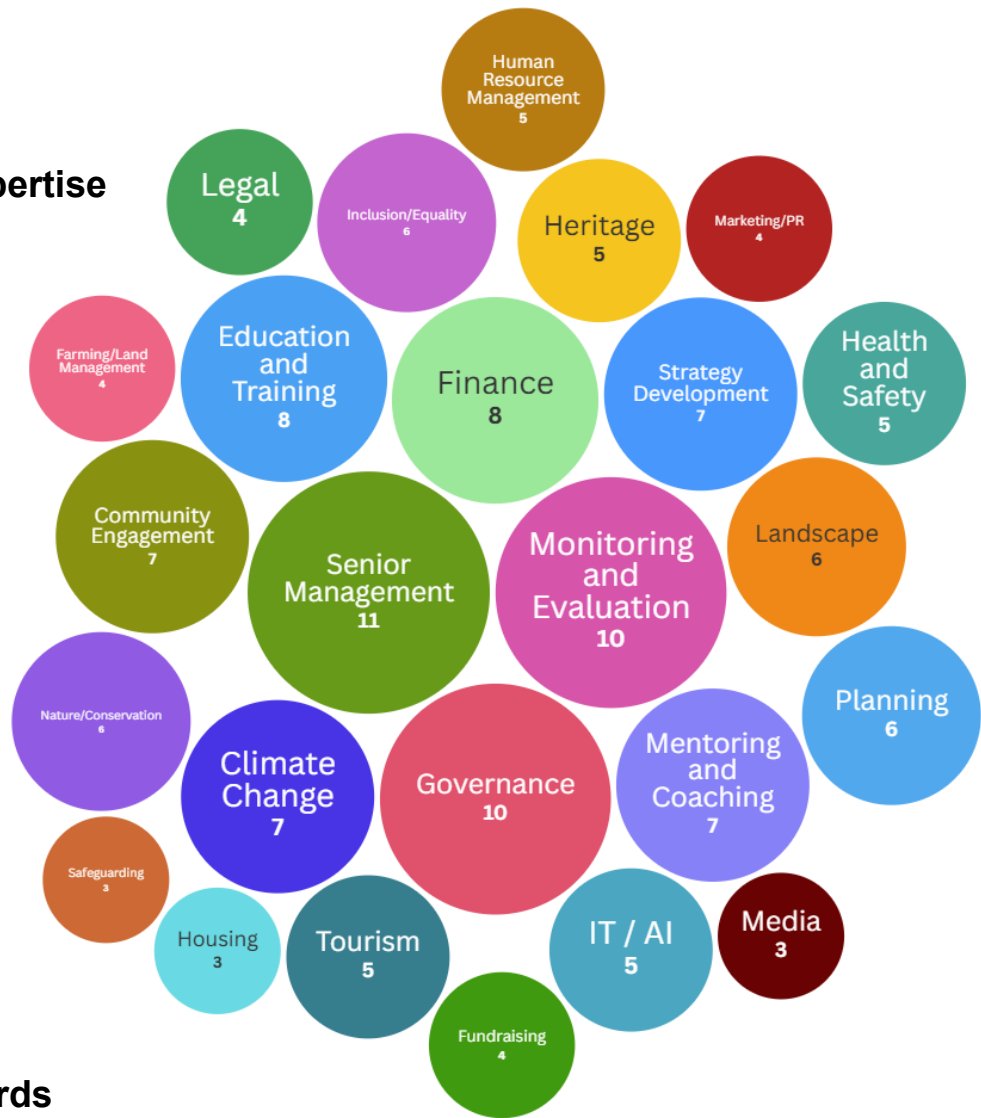 Human
Resource
Management
5
pertise
Legal
4
Inclusion/Equality
6
Heritage
5
Marketing/PR
4
Farming/Land
Management
4
Education
and
Training
8
Finance
8
Strategy
Development
7
Health
and
Safety
5
Community
Engagement
7
Senior
Management
11
Monitoring
and
Evaluation
10
Landscape
6
Nature/Conservation
6
Climate
Change
7
Governance
10
Mentoring
and
Coaching
7
Planning
6
Safeguarding
3
Housing
3
Tourism
5
IT / AI
5
Media
3
Fundraising
4
rds